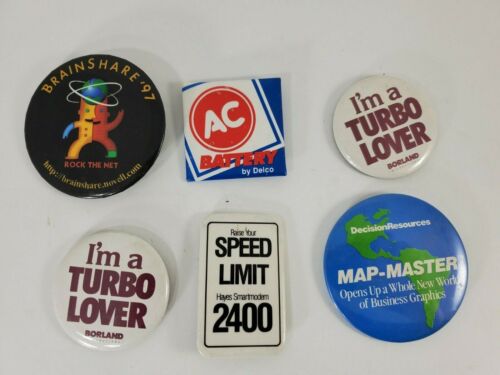 BRAINSHARE '97
ROCK THE NET
http://brainshare.novell.com
AC
BATTERY
by Delco
I'm a
TURBO
LOVER
BORLAND
I'm a
TURBO
LOVER
BORLAND
Raise Your
SPEED
LIMIT
Hayes Smartmodem
2400
DecisionResources
MAP-MASTER
Opens Up a Whole New World
of Business Graphics